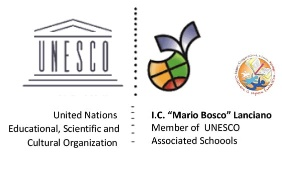 UNESCO
United Nations
Educational, Scientific and
Cultural Organization
I.C. “Mario Bosco” Lanciano
Member of UNESCO
Associated Schoools